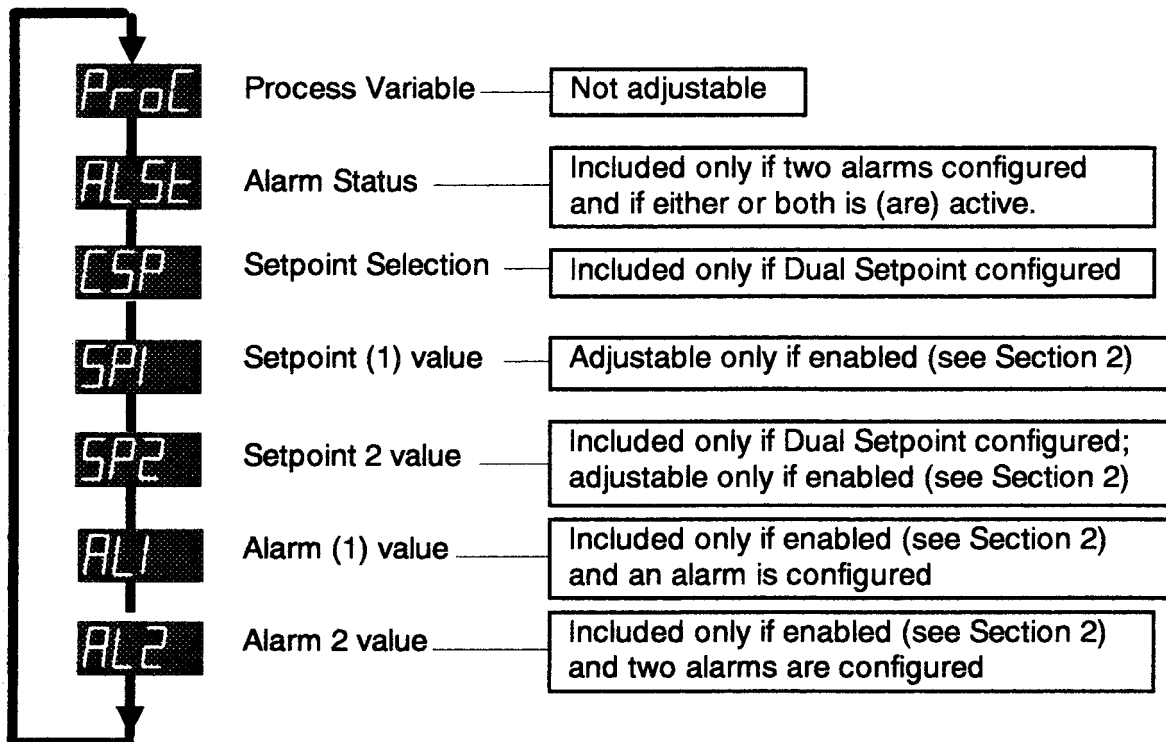 ProC Process Variable Not adjustable
ALSt Alarm Status Included only if two alarms configured
and if either or both is (are) active.
CSP Setpoint Selection Included only if Dual Setpoint configured
SP1 Setpoint (1) value Adjustable only if enabled (see Section 2)
SP2 Setpoint 2 value Included only if Dual Setpoint configured;
adjustable only if enabled (see Section 2)
AL1 Alarm (1) value Included only if enabled (see Section 2)
and an alarm is configured
AL2 Alarm 2 value Included only if enabled (see Section 2)
and two alarms are configured